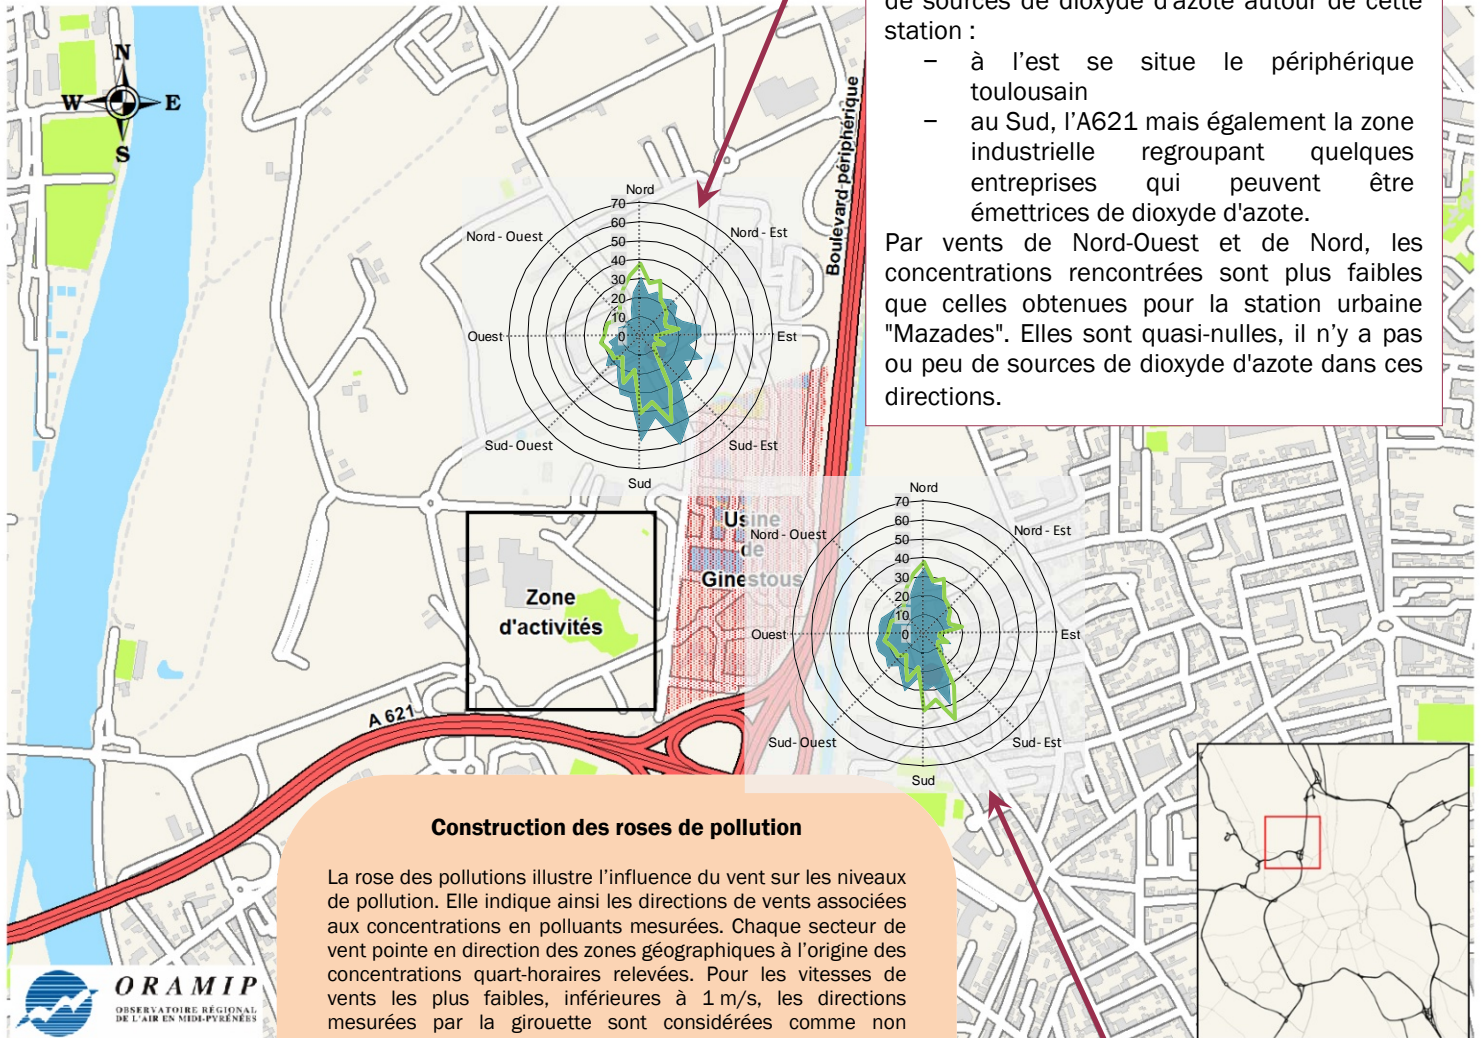 de sources de dioxyde d'azote autour de cette
station :
− à l'est se situe le périphérique
toulousain
− au Sud, l'A621 mais également la zone
industrielle regroupant quelques
entreprises qui peuvent être
émettrices de dioxyde d'azote.
Par vents de Nord-Ouest et de Nord, les
concentrations rencontrées sont plus faibles
que celles obtenues pour la station urbaine
"Mazades". Elles sont quasi-nulles, il n'y a pas
ou peu de sources de dioxyde d'azote dans ces
directions.
N
W E
S
Boulevard périphérique
Nord
70
60
50
40
30
20
10
0
Nord - Ouest
Nord - Est
Ouest
Est
Sud- Ouest
Sud- Est
Sud
Usine
de
Ginestous
Zone
d'activités
A 621
Nord
70
60
50
40
30
20
10
0
Nord - Ouest
Nord - Est
Ouest
Est
Sud- Ouest
Sud- Est
Sud
Construction des roses de pollution
La rose des pollutions illustre l'influence du vent sur les niveaux
de pollution. Elle indique ainsi les directions de vents associées
aux concentrations en polluants mesurées. Chaque secteur de
vent pointe en direction des zones géographiques à l'origine des
concentrations quart-horaires relevées. Pour les vitesses de
vents les plus faibles, inférieures à 1 m/s, les directions
mesurées par la girouette sont considérées comme non
ORAMIP
OBSERVATOIRE RÉGIONAL
DE L'AIR EN MIDI-PYRÉNÉES